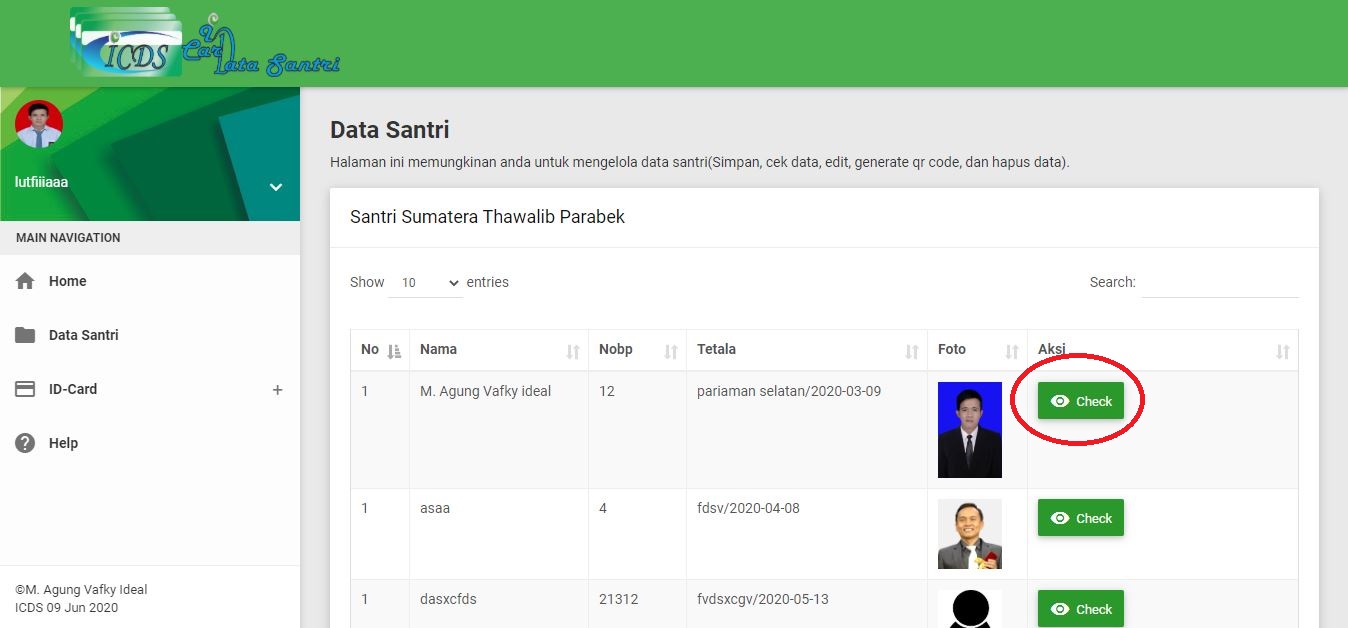 iCDS
iD Card Data Santri
lutfiiiaaa
MAIN NAVIGATION
Home
Data Santri
ID-Card +
Help
©M. Agung Vafky Ideal
ICDS 09 Jun 2020
Data Santri
Halaman ini memungkinan anda untuk mengelola data santri(Simpan, cek data, edit, generate qr code, dan hapus data).
Santri Sumatera Thawalib Parabek
Show 10 entries
Search:
No Nama Nobp Tetala Foto Aksi
1 M. Agung Vafky ideal 12 pariaman selatan/2020-03-09 Check
1 asaa 4 fdsv/2020-04-08 Check
1 dasxcfds 21312 fvdsxcgv/2020-05-13 Check